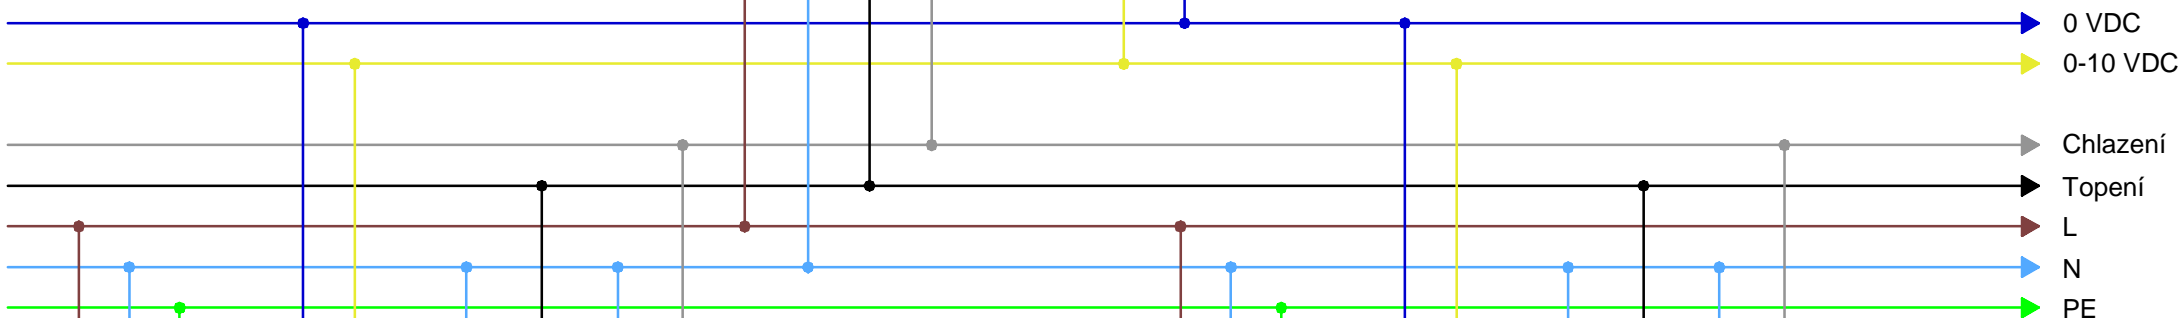 0 VDC
0-10 VDC
Chlazení
Topení
L
N
PE